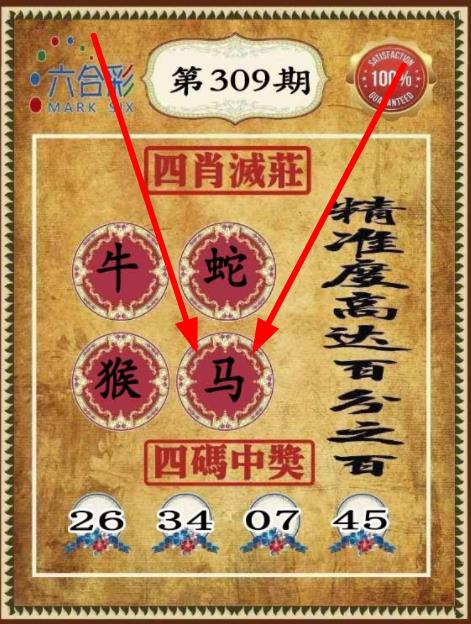 六合彩
MARK SIX
第309期
SATISFACTION
100%
GUARANTEED
四肖滅莊
牛 蛇
猴 马
精准度高达百分之百
四碼中獎
26 34 07 45